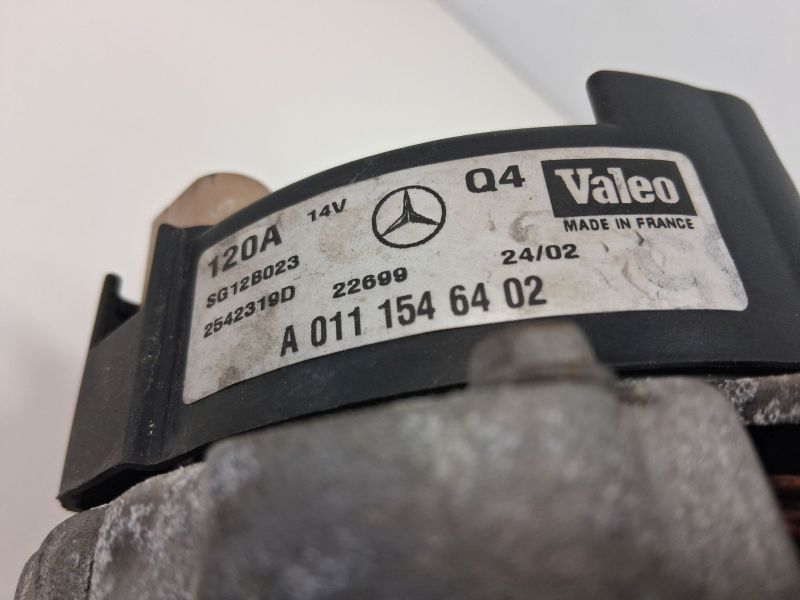 120A 14V Q4 Valeo
MADE IN FRANCE
SG12B023 24/02
2542319D 22699
A 011 154 64 02